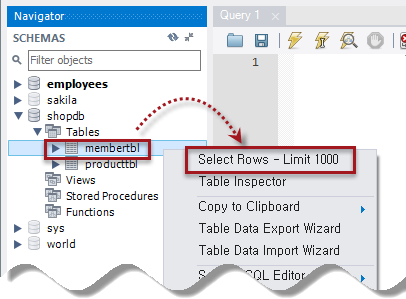 Navigator
SCHEMAS
Filter objects
employees
sakila
shopdb
Tables
membertbl
producttbl
Views
Stored Procedures
Functions
sys
world
Query 1
1
Select Rows - Limit 1000
Table Inspector
Copy to Clipboard
Table Data Export Wizard
Table Data Import Wizard
SQL Editor